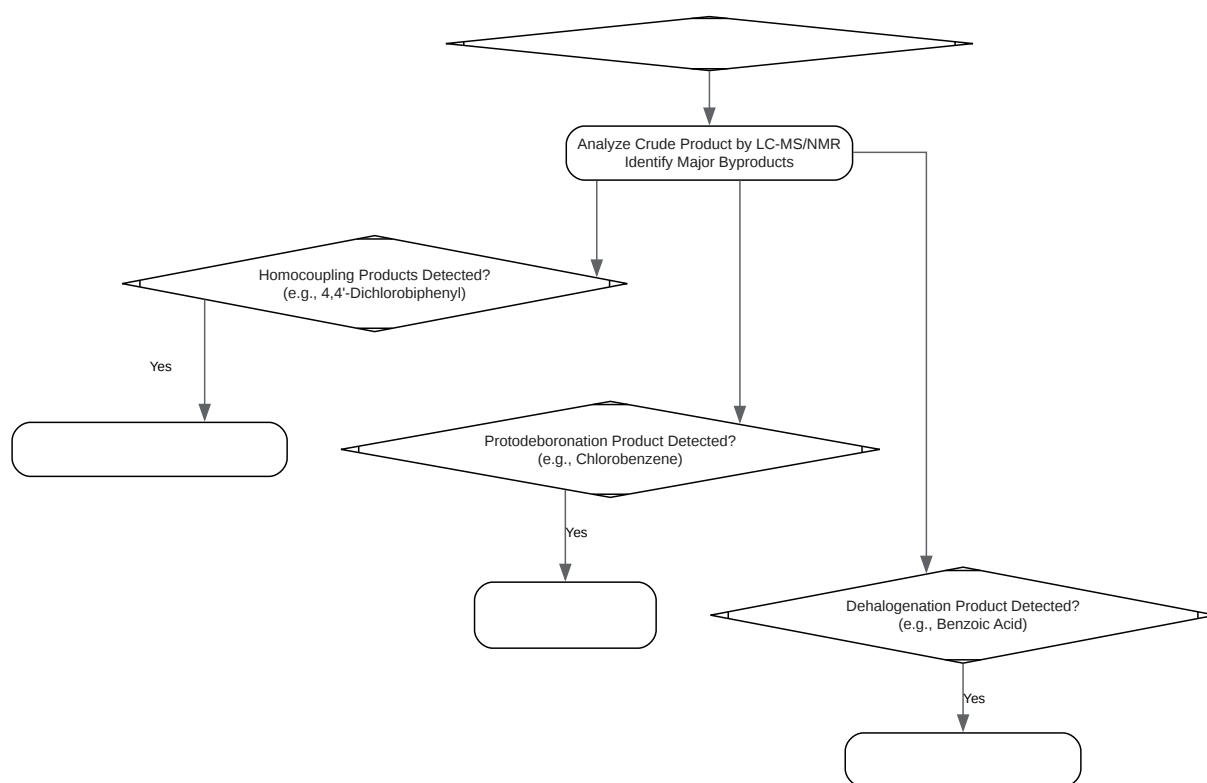 Analyze Crude Product by LC-MS/NMR
Identify Major Byproducts
Homocoupling Products Detected?
(e.g., 4,4'-Dichlorobiphenyl)
Yes
Protodeboronation Product Detected?
(e.g., Chlorobenzene)
Yes
Dehalogenation Product Detected?
(e.g., Benzoic Acid)
Yes